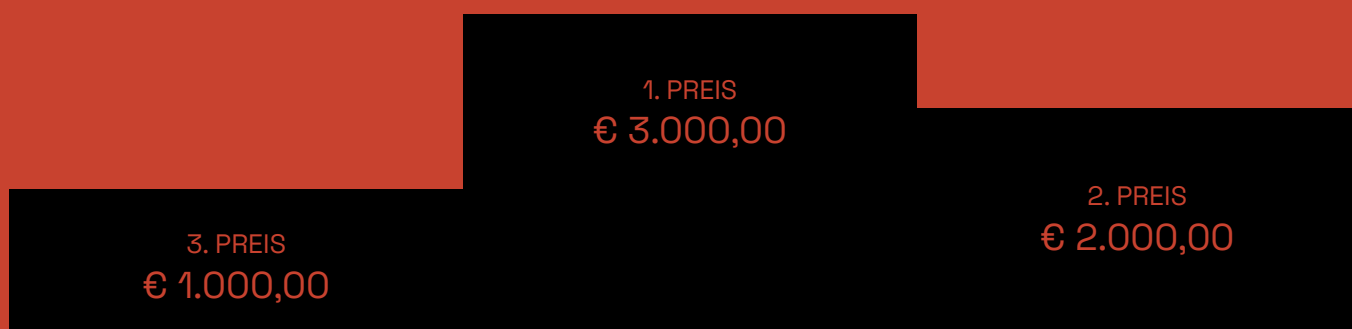 1. PREIS
€ 3.000,00
2. PREIS
€ 2.000,00
3. PREIS
€ 1.000,00